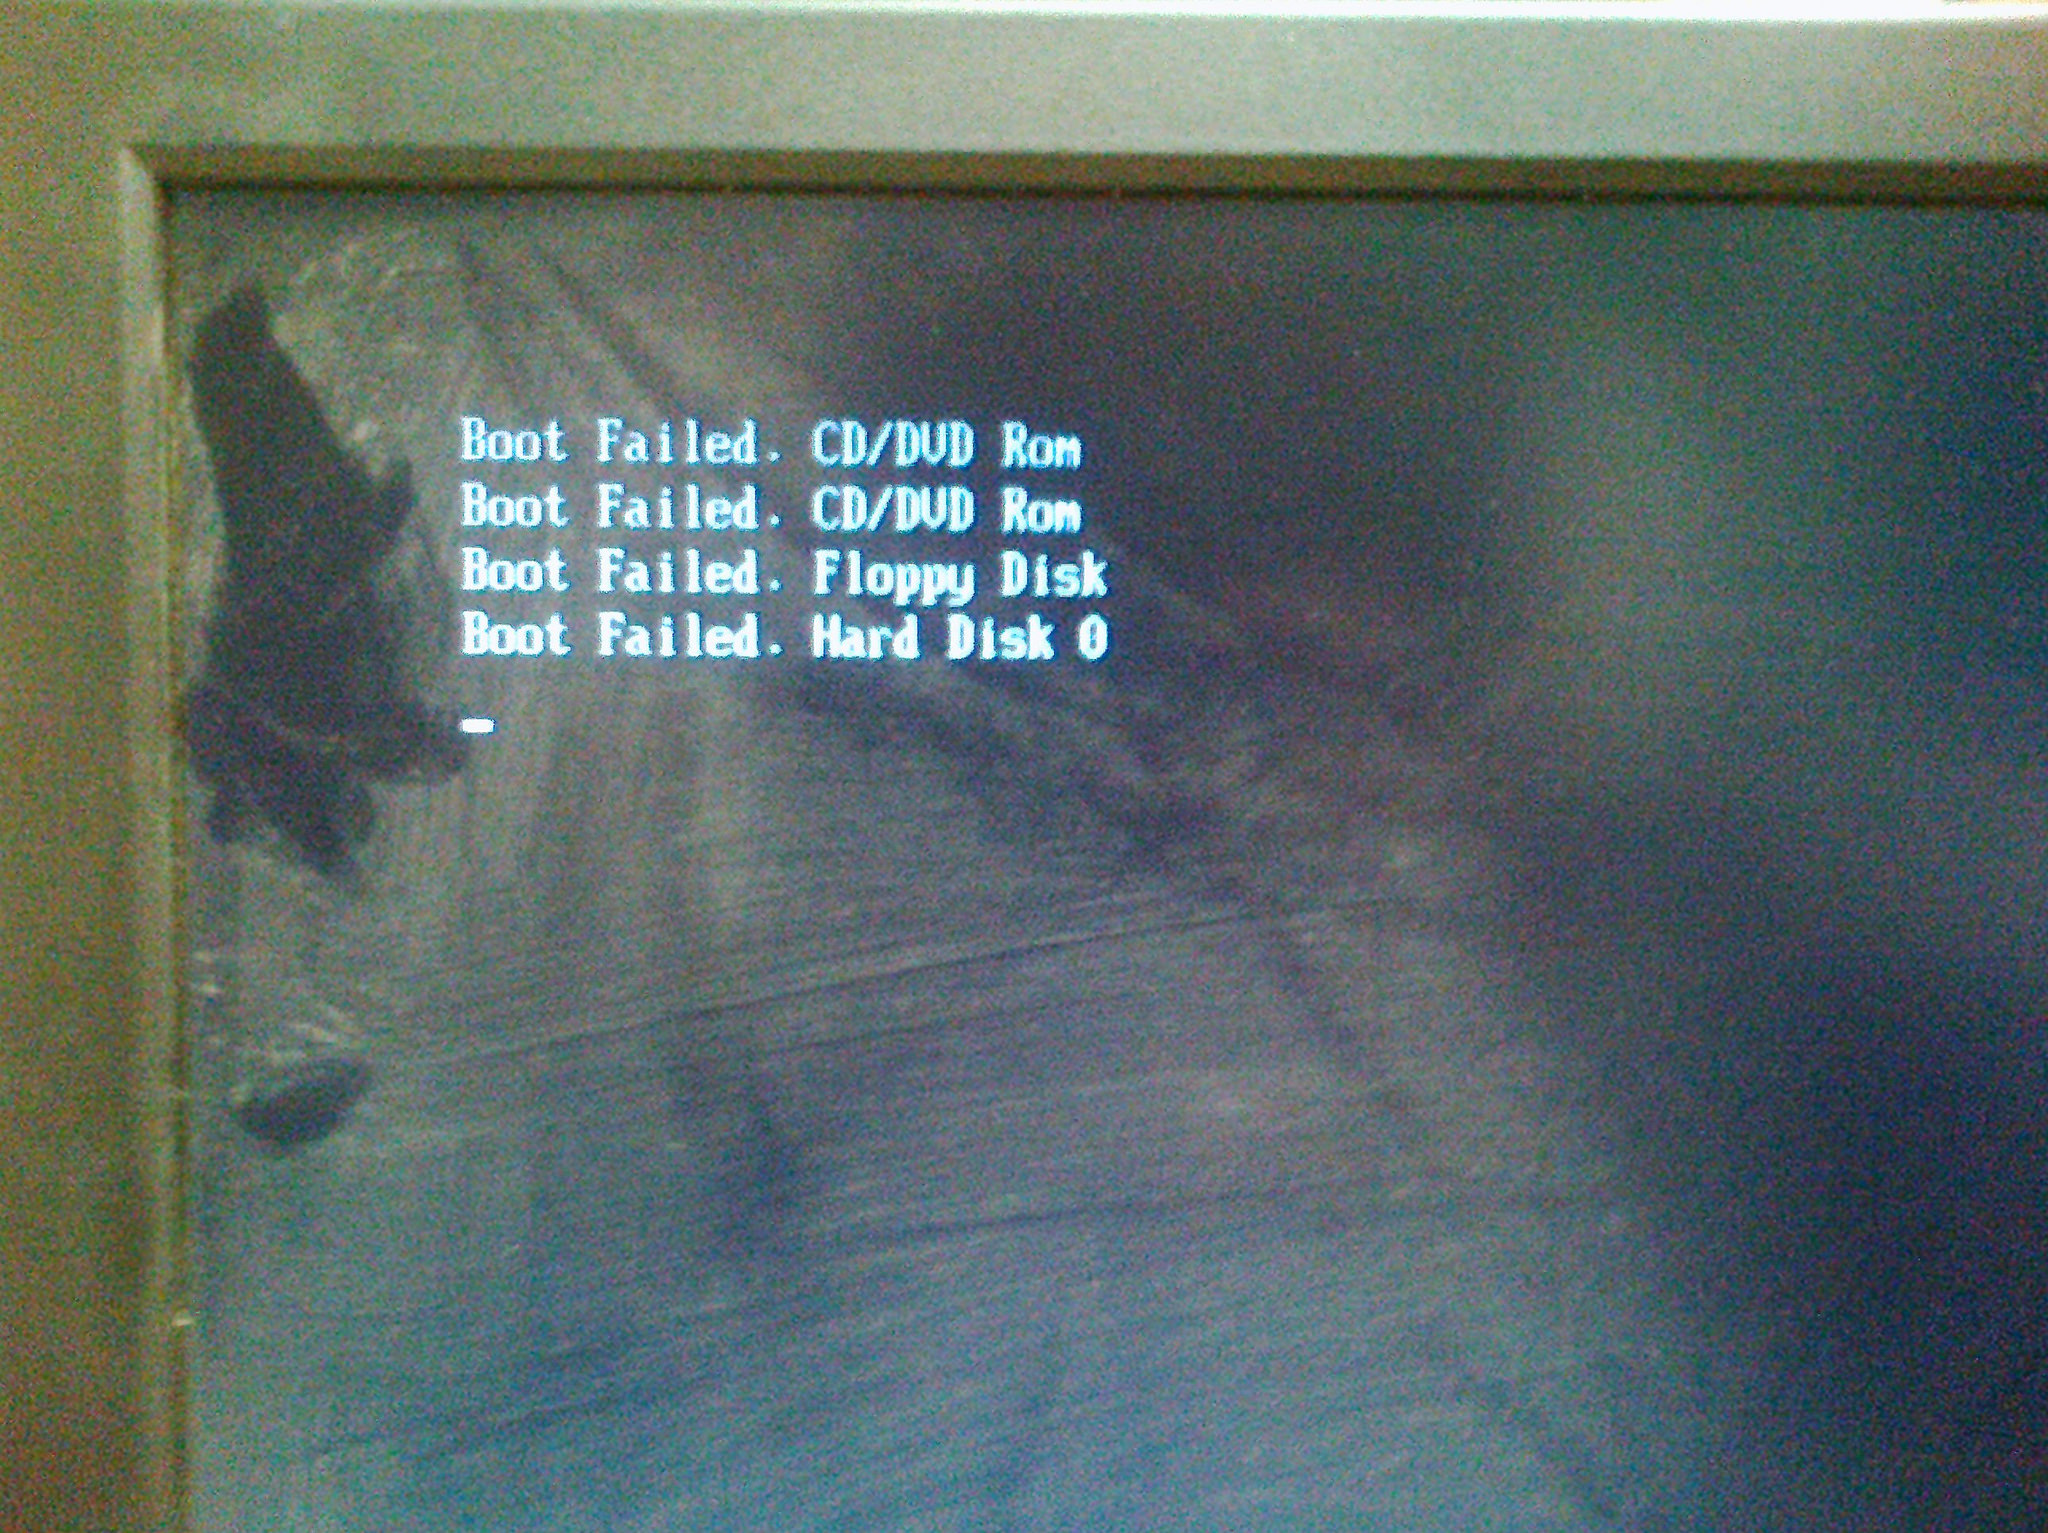 Boot Failed. CD/DVD Rom
Boot Failed. CD/DVD Rom
Boot Failed. Floppy Disk
Boot Failed. Hard Disk 0